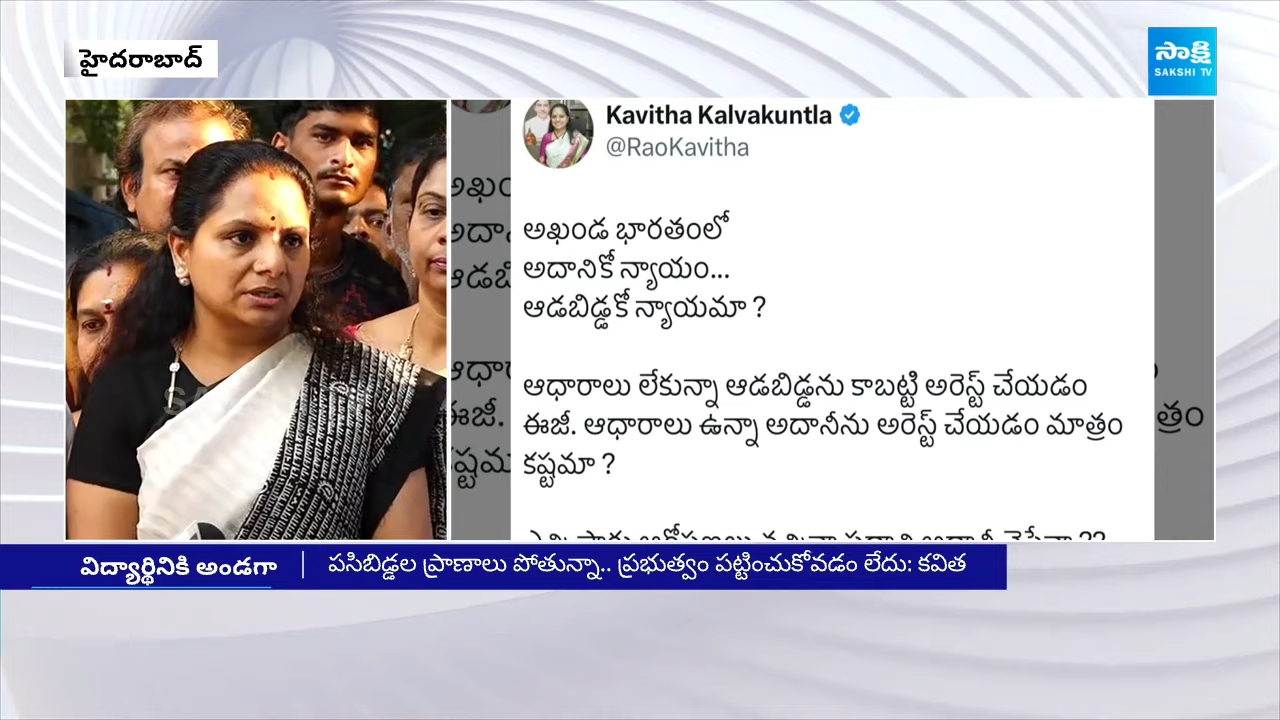 హైదరాబాద్
సాక్షి
SAKSHI TV
Kavitha Kalvakuntla
@RaoKavitha
అఖండ భారతంలో
అదానికో న్యాయం...
ఆడబిడ్డకో న్యాయమా ?
ఆధారాలు లేకున్నా ఆడబిడ్డను కాబట్టి అరెస్ట్ చేయడం
ఈజీ. ఆధారాలు ఉన్నా అదానీను అరెస్ట్ చేయడం మాత్రం
కష్టమా ?
విద్యార్థినికి అండగా
పసిబిడ్డల ప్రాణాలు పోతున్నా.. ప్రభుత్వం పట్టించుకోవడం లేదు: కవిత